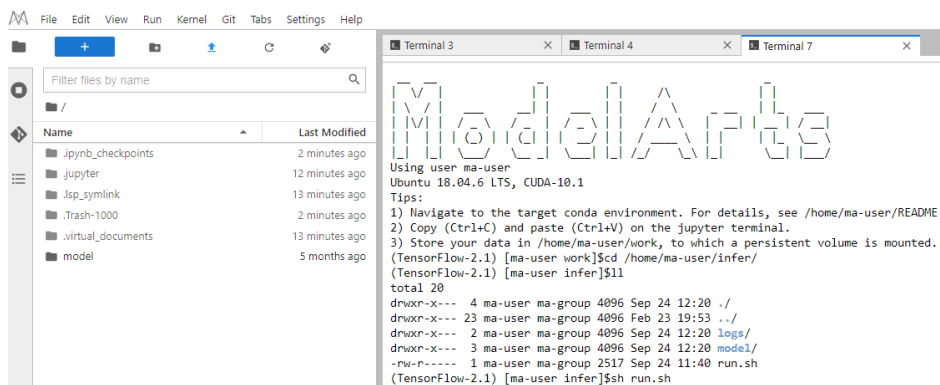 File Edit View Run Kernel Git Tabs Settings Help
Terminal 3
Terminal 4
Terminal 7
Filter files by name
/
Name Last Modified
.ipynb_checkpoints 2 minutes ago
.jupyter 12 minutes ago
.lsp_symlink 13 minutes ago
.Trash-1000 2 minutes ago
.virtual_documents 13 minutes ago
model 5 months ago
ModelArts
Using user ma-user
Ubuntu 18.04.6 LTS, CUDA-10.1
Tips:
1) Navigate to the target conda environment. For details, see /home/ma-user/README
2) Copy (Ctrl+C) and paste (Ctrl+V) on the jupyter terminal.
3) Store your data in /home/ma-user/work, to which a persistent volume is mounted.
(TensorFlow-2.1) [ma-user work]$cd /home/ma-user/infer/
(TensorFlow-2.1) [ma-user infer]$ll
total 20
drwxr-x--- 4 ma-user ma-group 4096 Sep 24 12:20 ./
drwxr-x--- 23 ma-user ma-group 4096 Feb 23 19:53 ../
drwxr-x--- 2 ma-user ma-group 4096 Sep 24 12:20 logs/
drwxr-x--- 3 ma-user ma-group 4096 Sep 24 12:20 model/
-rw-r----- 1 ma-user ma-group 2517 Sep 24 11:40 run.sh
(TensorFlow-2.1) [ma-user infer]$sh run.sh